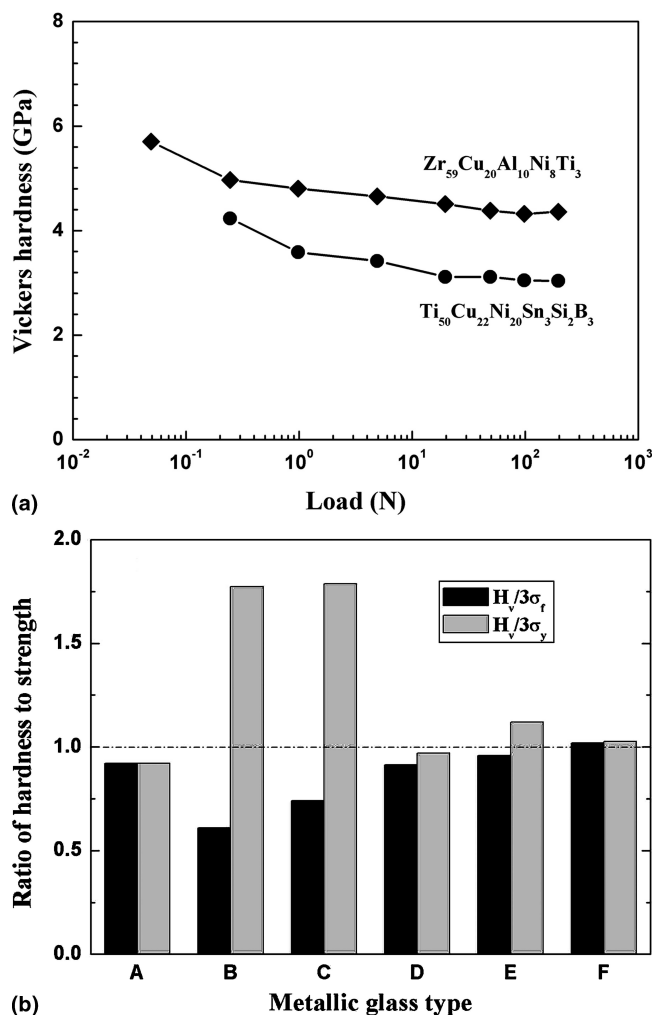 8
6
4
2
0
Vickers hardness (GPa)
Zr₅₉Cu₂₀Al₁₀Ni₈Ti₃
Ti₅₀Cu₂₂Ni₂₀Sn₃Si₂B₃
10⁻² 10⁻¹ 10⁰ 10¹ 10² 10³
(a) Load (N)
2.0
1.5
1.0
0.5
0.0
Ratio of hardness to strength
Hᵥ/3σf
Hᵥ/3σy
A B C D E F
(b) Metallic glass type